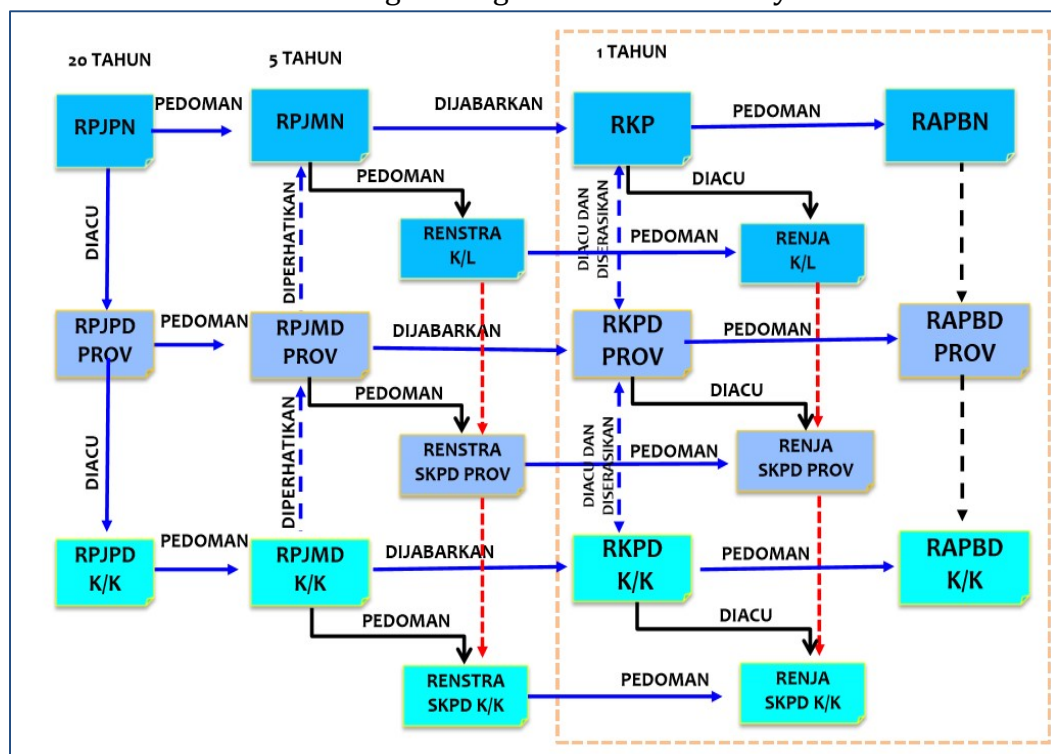 20 TAHUN
5 TAHUN
1 TAHUN
RPJPN
PEDOMAN
RPJMN
DIJABARKAN
RKP
PEDOMAN
RAPBN
DIACU
DIPERHATIKAN
PEDOMAN
RENSTRA
K/L
PEDOMAN
DIACU DAN
DISERASIKAN
DIACU
RENJA
K/L
RPJPD
PROV
PEDOMAN
RPJMD
PROV
DIJABARKAN
RKPD
PROV
PEDOMAN
RAPBD
PROV
DIACU
DIPERHATIKAN
PEDOMAN
RENSTRA
SKPD PROV
PEDOMAN
DIACU DAN
DISERASIKAN
DIACU
RENJA
SKPD PROV
RPJPD
K/K
PEDOMAN
RPJMD
K/K
DIJABARKAN
RKPD
K/K
PEDOMAN
RAPBD
K/K
PEDOMAN
RENSTRA
SKPD K/K
PEDOMAN
DIACU
RENJA
SKPD K/K